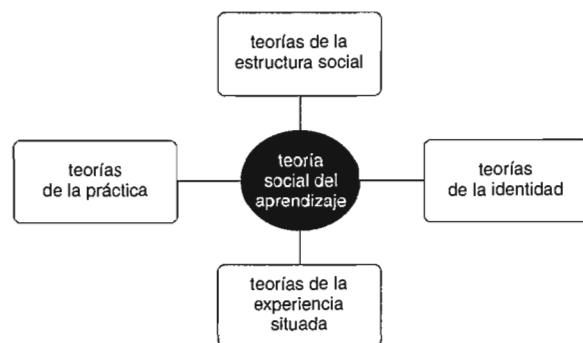 teorías de la
estructura social
teorías
de la práctica
teoría
social del
aprendizaje
teorías
de la identidad
teorías de la
experiencia
situada